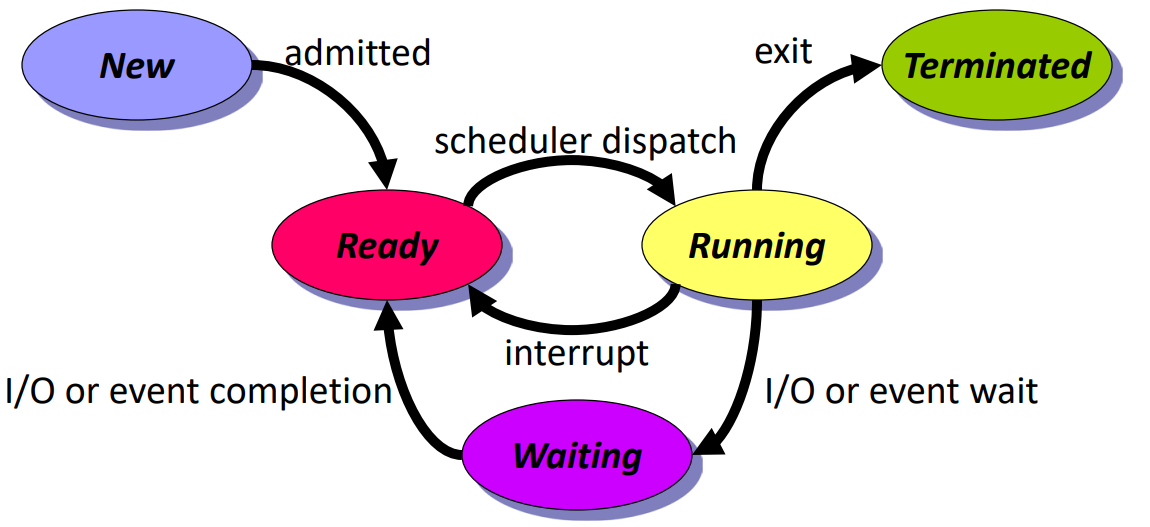 New
admitted
exit
Terminated
scheduler dispatch
Ready
Running
interrupt
I/O or event completion
I/O or event wait
Waiting